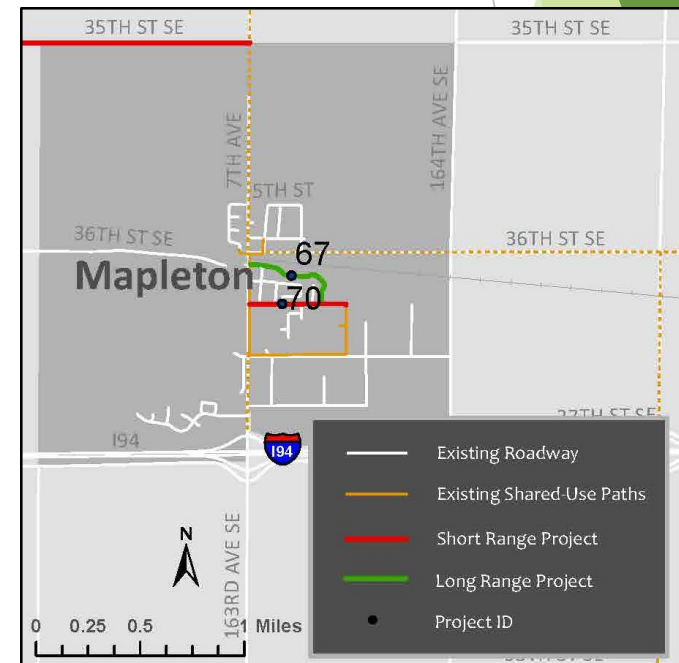 35TH ST SE
35TH ST SE
7TH AVE
164TH AVE SE
5TH ST
36TH ST SE
36TH ST SE
67
Mapleton
70
37TH ST SE
I94
I94
163RD AVE SE
N
0 0.25 0.5 1 Miles
Existing Roadway
Existing Shared-Use Paths
Short Range Project
Long Range Project
Project ID